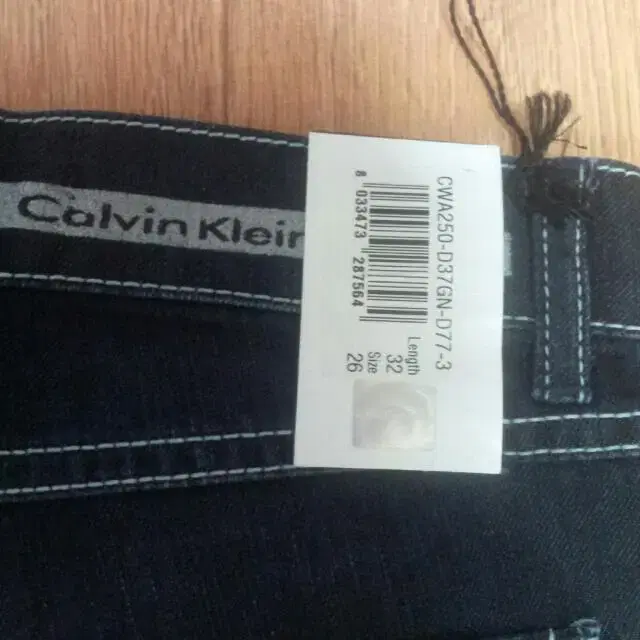 Calvin Klein
CWA250-D37GN-D77-3
8 033473 287564
Length 32
Size 26